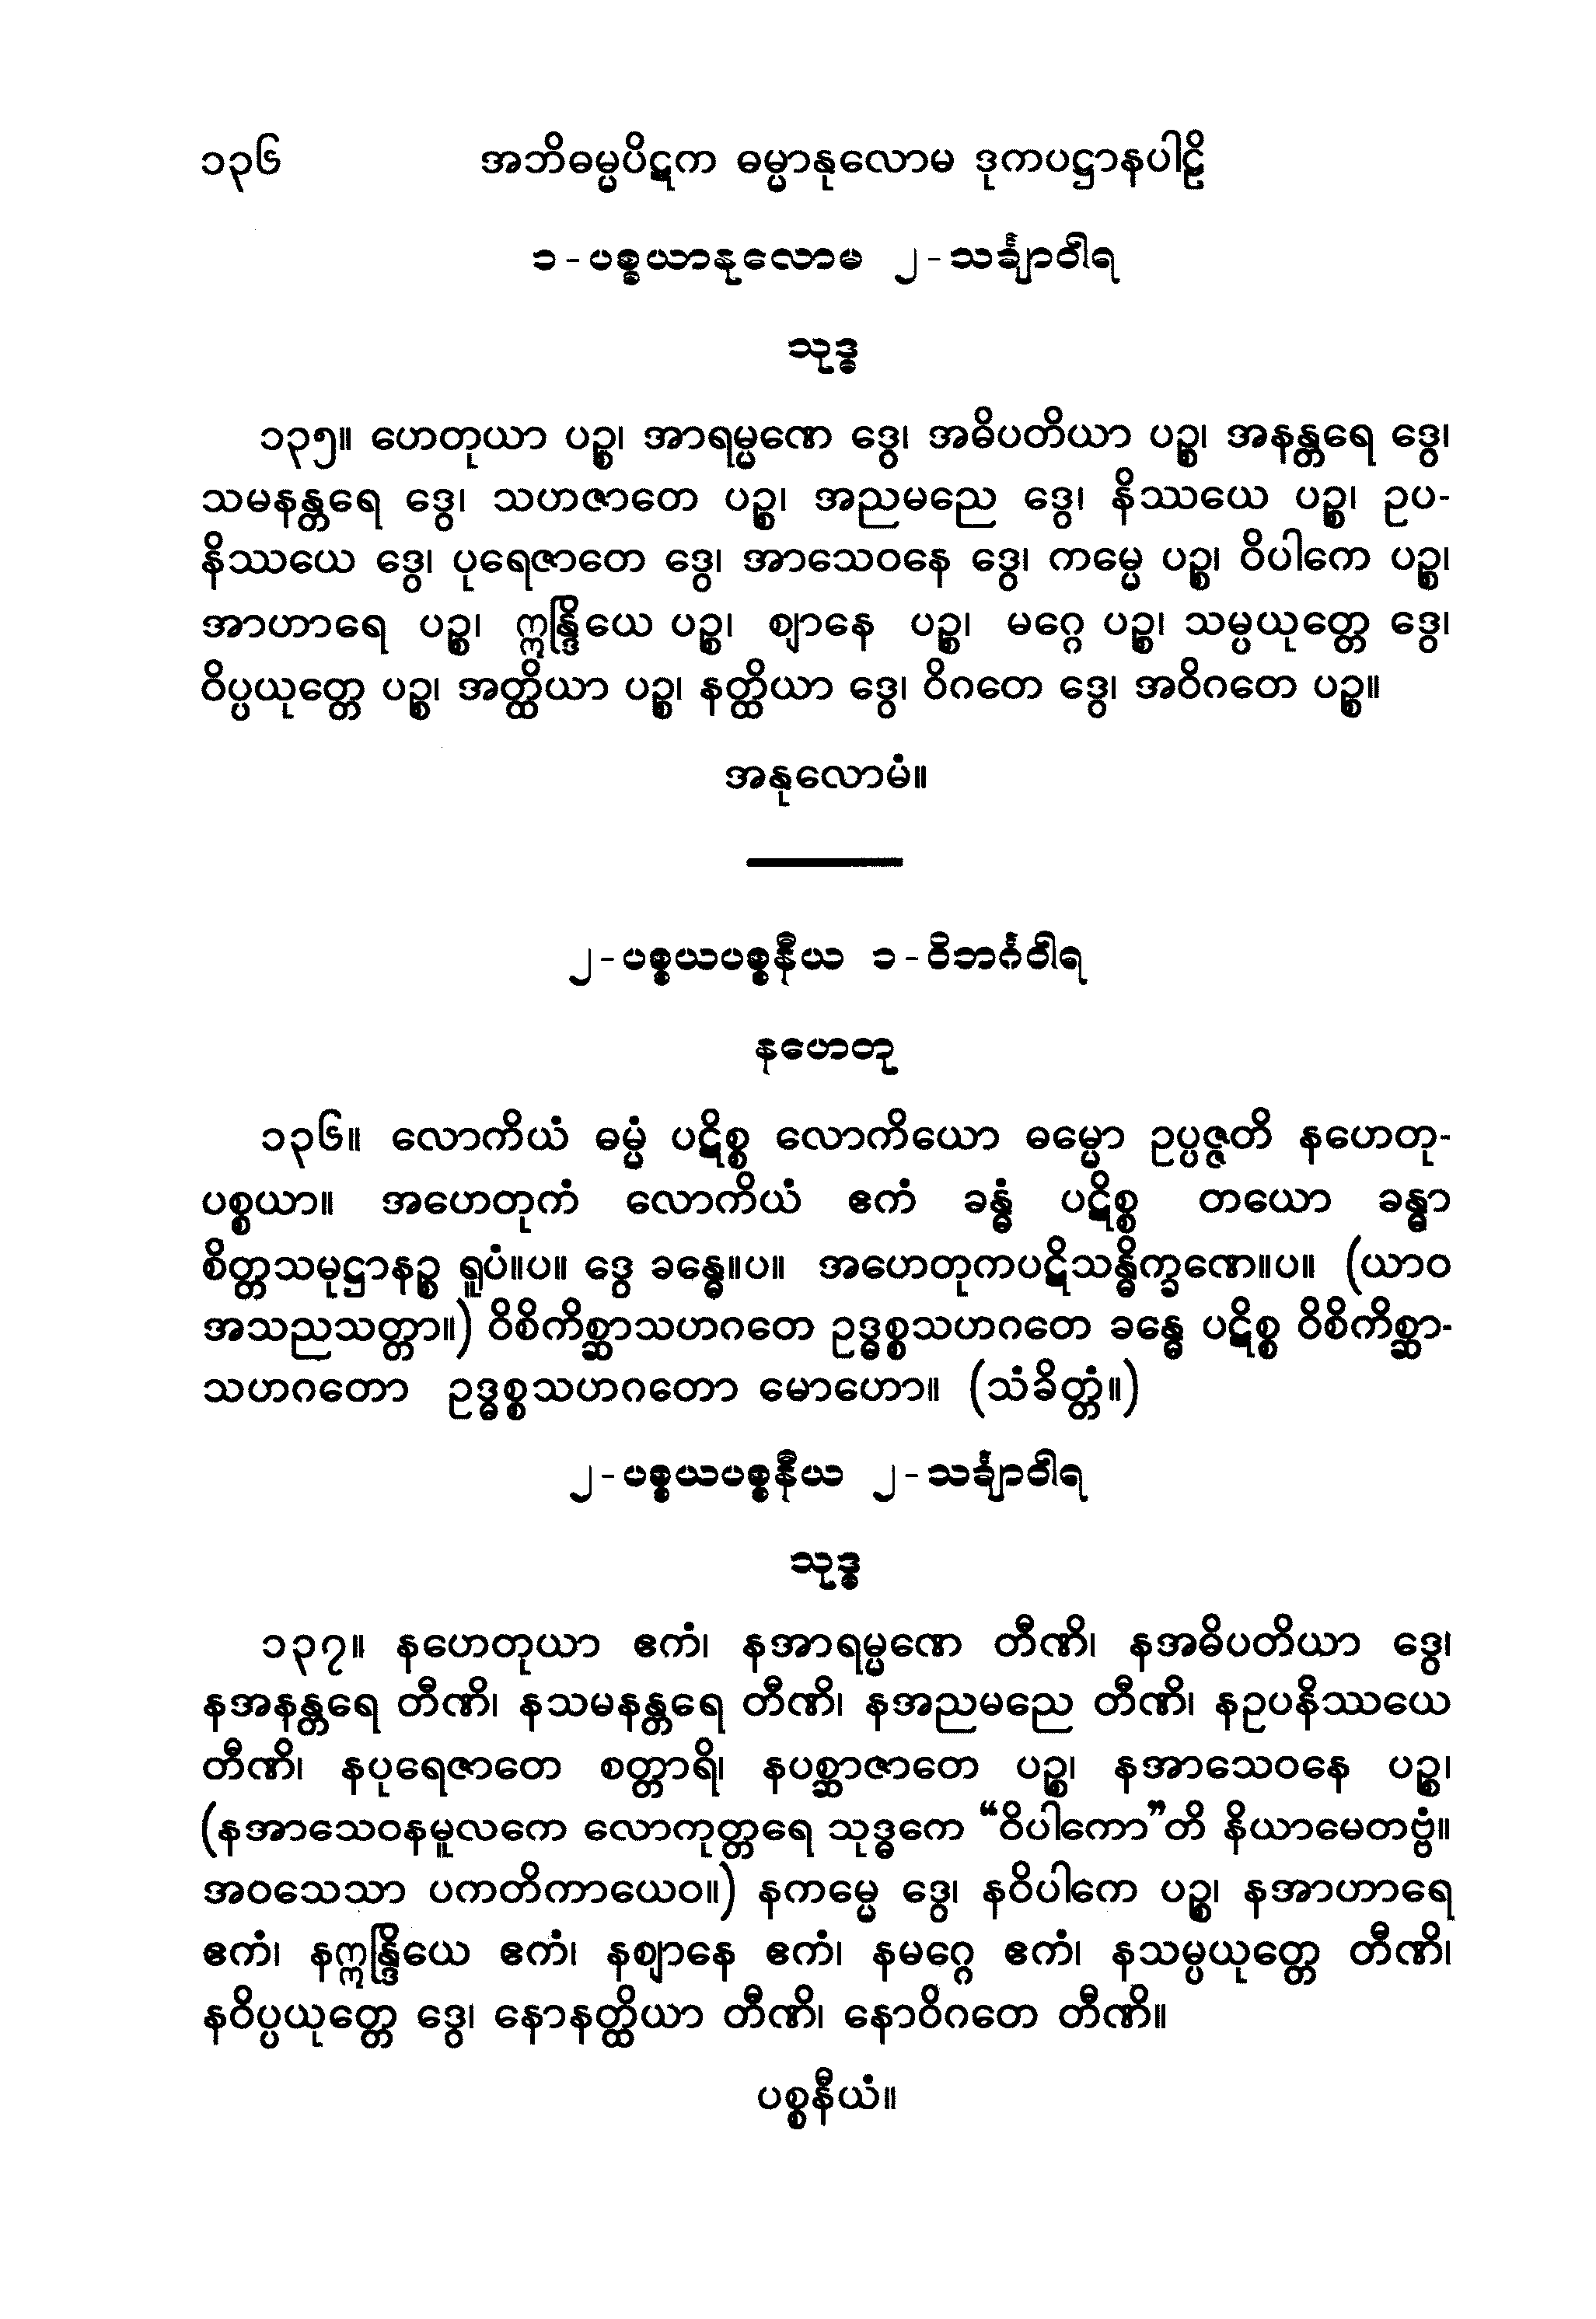 ၁၃၆ အဘိဓမ္မပိဋက ဓမ္မာနုလောမ ဒုကပဋ္ဌာနပါဠိ
၁-ပစ္စယာနုလောမ ၂-သင်္ချာဝါရ
သုဒ္ဓ
၁၃၅။ ဟေတုယာ ပဉ္စ၊ အာရမ္မဏေ ဒွေ၊ အဓိပတိယာ ပဉ္စ၊ အနန္တရေ ဒွေ၊
သမနန္တရေ ဒွေ၊ သဟဇာတေ ပဉ္စ၊ အညမညေ ဒွေ၊ နိဿယေ ပဉ္စ၊ ဥပ-
နိဿယေ ဒွေ၊ ပုရေဇာတေ ဒွေ၊ အာသေဝနေ ဒွေ၊ ကမ္မေ ပဉ္စ၊ ဝိပါကေ ပဉ္စ၊
အာဟာရေ ပဉ္စ၊ ဣန္ဒြိယေ ပဉ္စ၊ ဈာနေ ပဉ္စ၊ မဂ္ဂေ ပဉ္စ၊ သမ္ပယုတ္တေ ဒွေ၊
ဝိပ္ပယုတ္တေ ပဉ္စ၊ အတ္ထိယာ ပဉ္စ၊ နတ္ထိယာ ဒွေ၊ ဝိဂတေ ဒွေ၊ အဝိဂတေ ပဉ္စ။
အနုလောမံ။
၂-ပစ္စယပစ္စနီယ ၁-ဝိဘင်္ဂဝါရ
နဟေတု
၁၃၆။ လောကိယံ ဓမ္မံ ပဋိစ္စ လောကိယော ဓမ္မော ဥပ္ပဇ္ဇတိ နဟေတု-
ပစ္စယာ။ အဟေတုကံ လောကိယံ ဧကံ ခန္ဓံ ပဋိစ္စ တယော ခန္ဓာ
စိတ္တသမုဋ္ဌာနဉ္စ ရူပံ။ပ။ ဒွေ ခန္ဓေ။ပ။ အဟေတုကပဋိသန္ဓိက္ခဏေ။ပ။ (ယာဝ
အသညသတ္တာ။) ဝိစိကိစ္ဆာသဟဂတေ ဥဒ္ဓစ္စသဟဂတေ ခန္ဓေ ပဋိစ္စ ဝိစိကိစ္ဆာ-
သဟဂတော ဥဒ္ဓစ္စသဟဂတော မောဟော။ (သံခိတ္တံ။)
၂-ပစ္စယပစ္စနီယ ၂-သင်္ချာဝါရ
သုဒ္ဓ
၁၃၇။ နဟေတုယာ ဧကံ၊ နအာရမ္မဏေ တီဏိ၊ နအဓိပတိယာ ဒွေ၊
နအနန္တရေ တီဏိ၊ နသမနန္တရေ တီဏိ၊ နအညမညေ တီဏိ၊ နဥပနိဿယေ
တီဏိ၊ နပုရေဇာတေ စတ္တာရိ၊ နပစ္ဆာဇာတေ ပဉ္စ၊ နအာသေဝနေ ပဉ္စ၊
(နအာသေဝနမူလကေ လောကုတ္တရေ သုဒ္ဓကေ “ဝိပါကော”တိ နိယာမေတဗ္ဗံ။
အဝသေသာ ပကတိကာယေဝ။) နကမ္မေ ဒွေ၊ နဝိပါကေ ပဉ္စ၊ နအာဟာရေ
ဧကံ၊ နဣန္ဒြိယေ ဧကံ၊ နဈာနေ ဧကံ၊ နမဂ္ဂေ ဧကံ၊ နသမ္ပယုတ္တေ တီဏိ၊
နဝိပ္ပယုတ္တေ ဒွေ၊ နောနတ္ထိယာ တီဏိ၊ နောဝိဂတေ တီဏိ။
ပစ္စနီယံ။